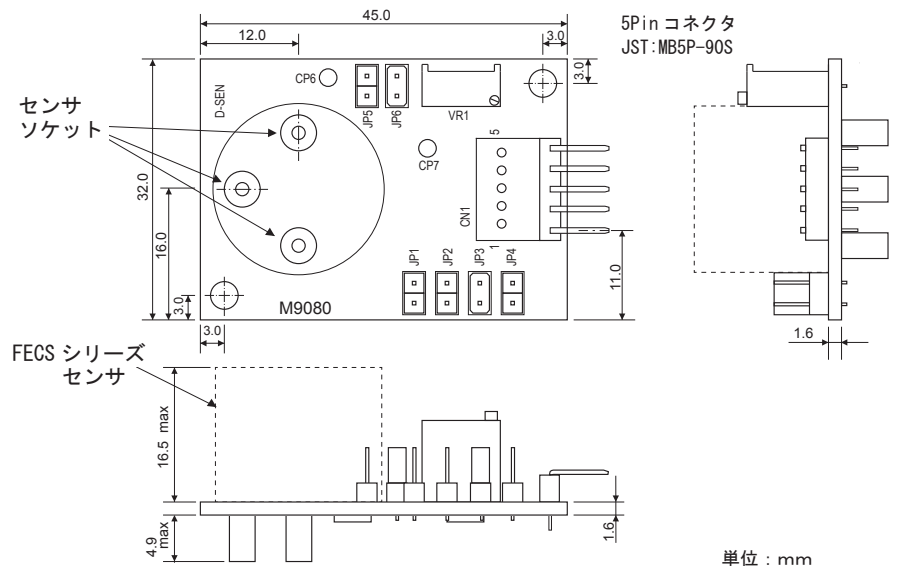 45.0
12.0
3.0
5Pin コネクタ
JST:MB5P-90S
3.0
センサ
ソケット
D-SEN
CP6
JP5
JP6
VR1
CP7
5
CN1
1
32.0
16.0
3.0
JP1
JP2
JP3
JP4
11.0
M9080
3.0
1.6
FECS シリーズ
センサ
16.5 max
4.9 max
1.6
単位：mm